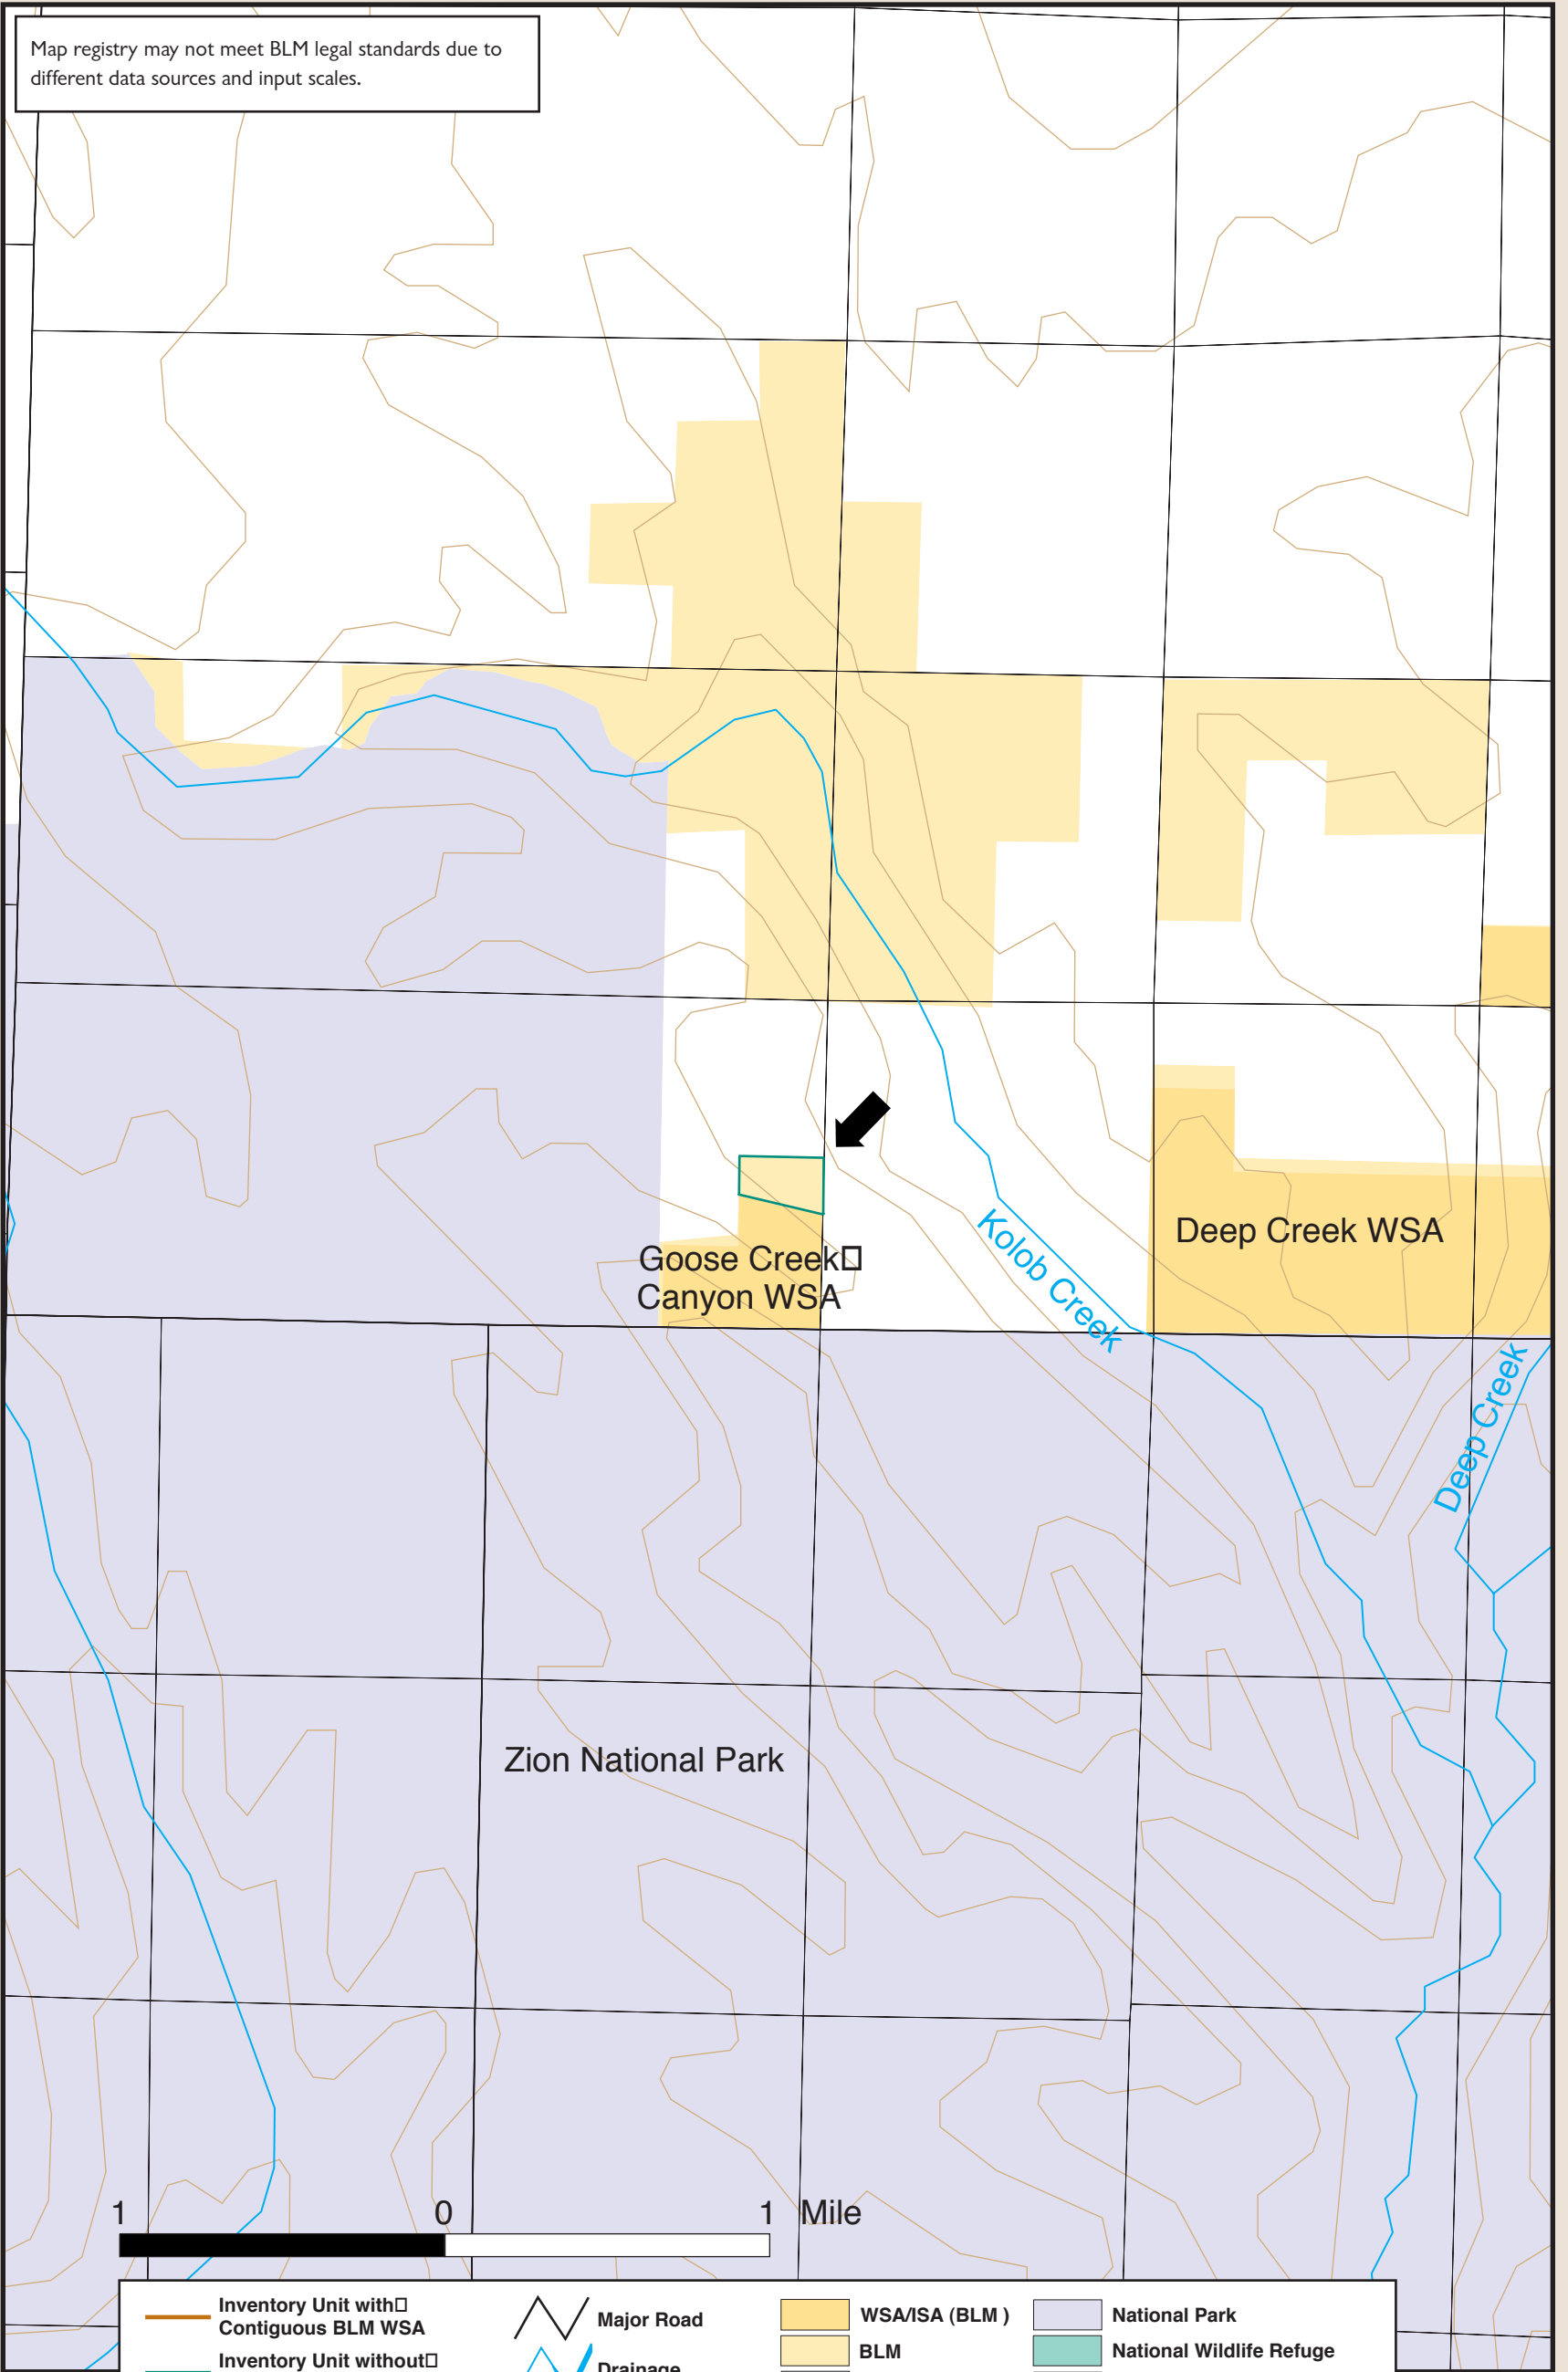 Map registry may not meet BLM legal standards due to
different data sources and input scales.
Goose Creek□
Canyon WSA
Kolob Creek
Deep Creek WSA
Deep Creek
Zion National Park
1 0 1 Mile
Inventory Unit with□
Contiguous BLM WSA
Inventory Unit without□
Major Road
Drainage
WSA/ISA (BLM )
BLM
National Park
National Wildlife Refuge